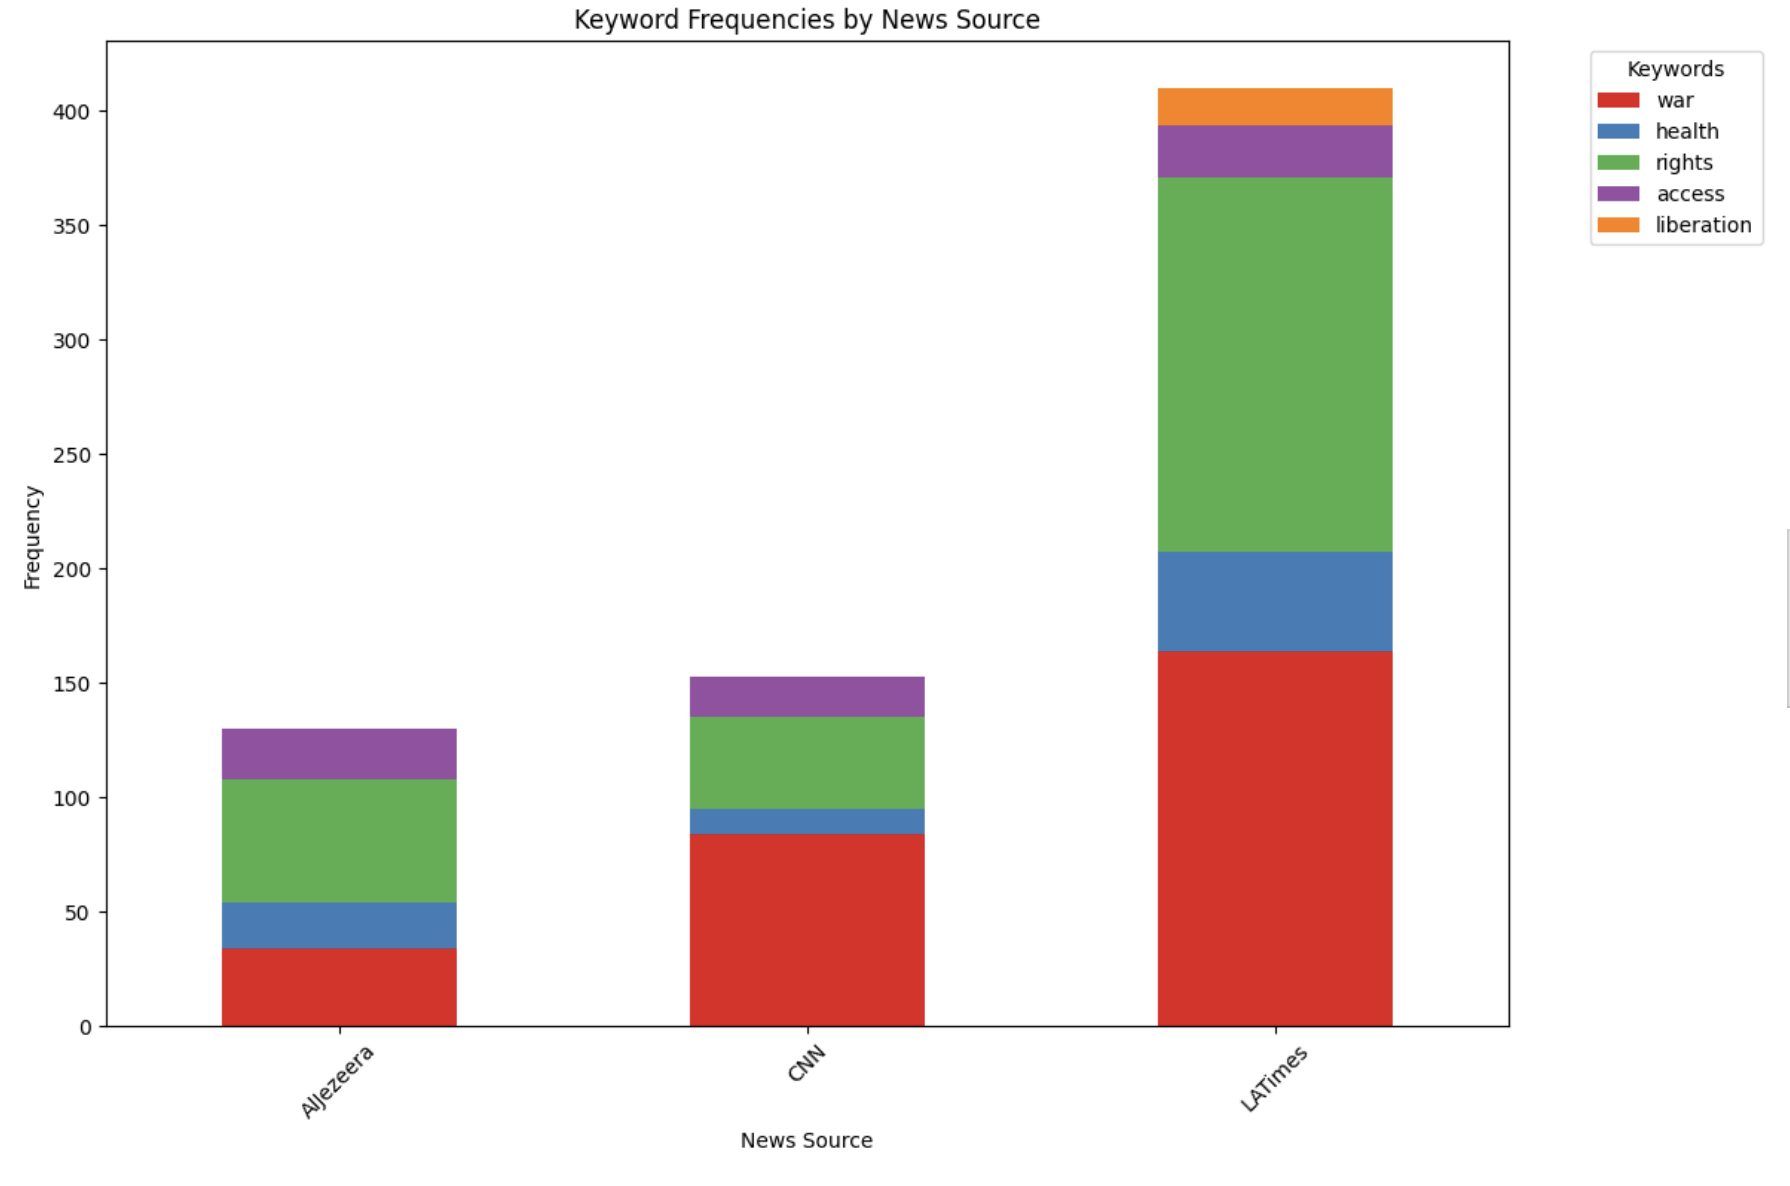 Keyword Frequencies by News Source
Keywords
war
health
rights
access
liberation
400
350
300
250
200
150
100
50
0
Frequency
AlJezeera
CNN
LATimes
News Source